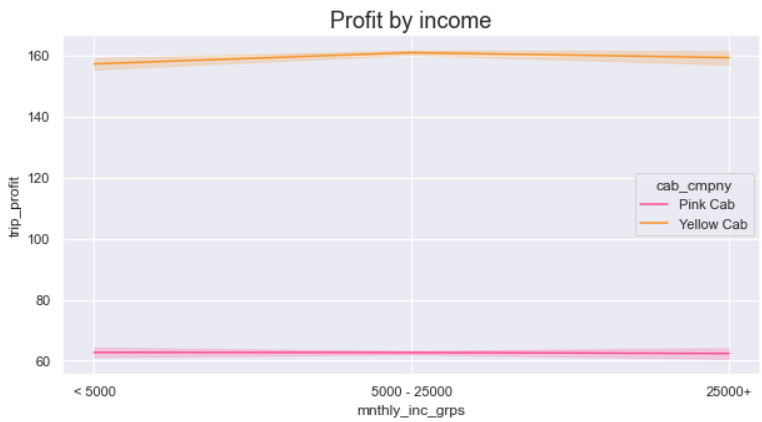 Profit by income
trip_profit
160
140
120
100
80
60
cab_cmpny
Pink Cab
Yellow Cab
< 5000
5000 - 25000
25000+
mnthly_inc_grps